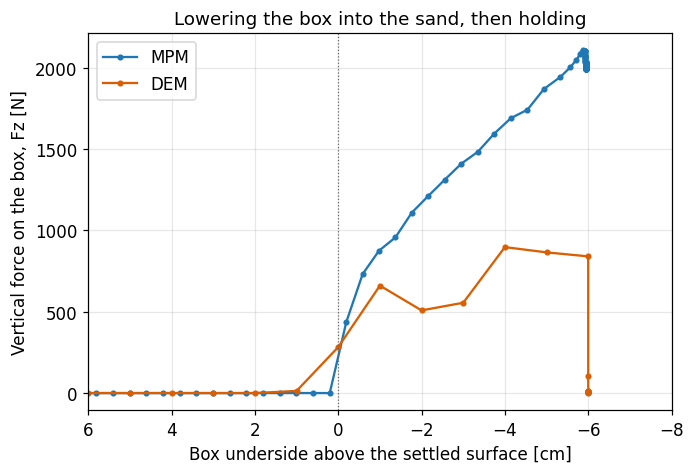 Lowering the box into the sand, then holding
MPM
DEM
Vertical force on the box, Fz [N]
2000
1500
1000
500
0
6
4
2
0
−2
−4
−6
−8
Box underside above the settled surface [cm]